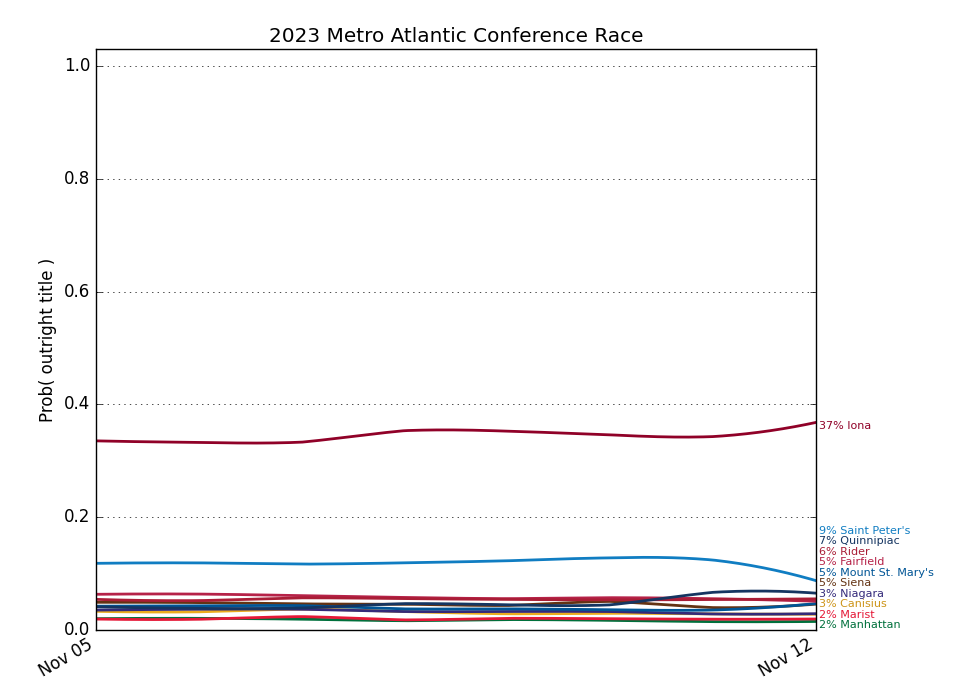 2023 Metro Atlantic Conference Race
Prob( outright title )
1.0
0.8
0.6
0.4
0.2
0.0
37% Iona
9% Saint Peter's
7% Quinnipiac
6% Rider
5% Fairfield
5% Mount St. Mary's
5% Siena
3% Niagara
3% Canisius
2% Marist
2% Manhattan
Nov 05
Nov 12